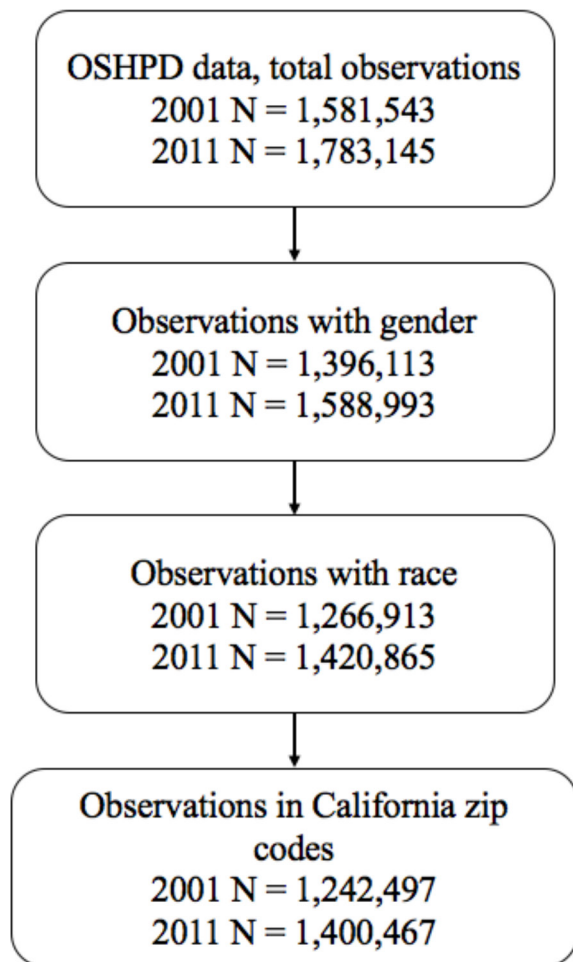 OSHPD data, total observations
2001 N = 1,581,543
2011 N = 1,783,145
Observations with gender
2001 N = 1,396,113
2011 N = 1,588,993
Observations with race
2001 N = 1,266,913
2011 N = 1,420,865
Observations in California zip
codes
2001 N = 1,242,497
2011 N = 1,400,467